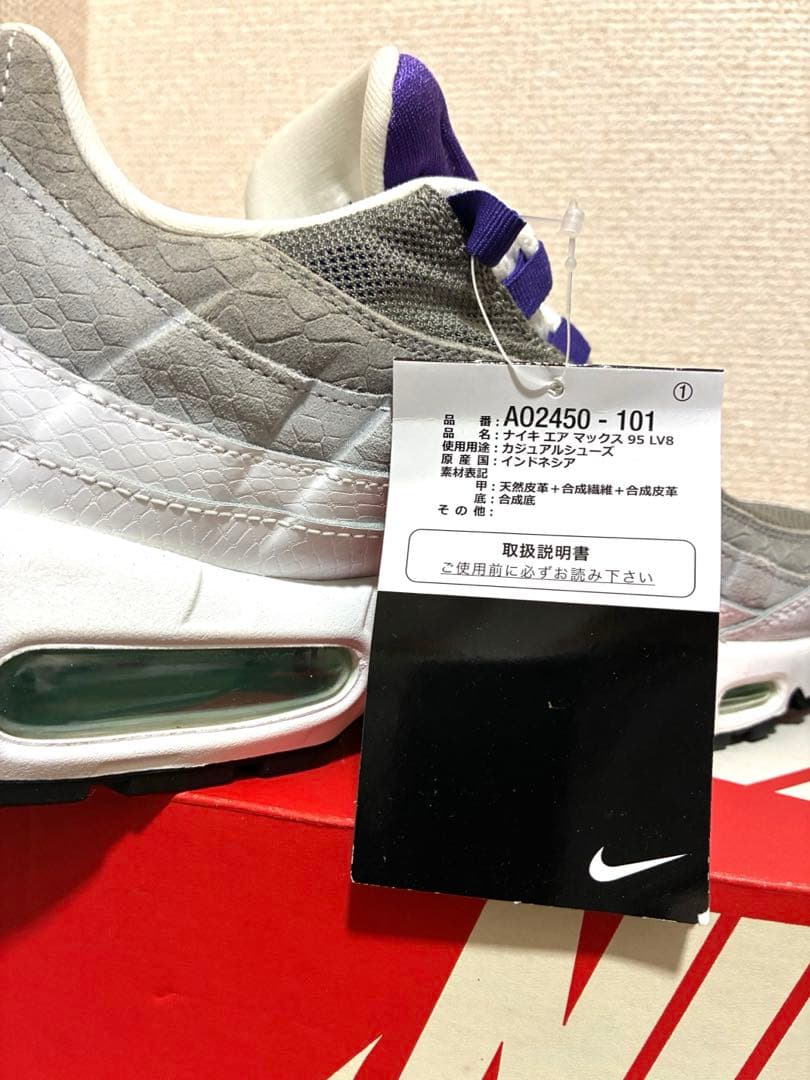 ①
品 番：AO2450 - 101
品 名：ナイキ エア マックス 95 LV8
使用用途：カジュアルシューズ
原 産 国：インドネシア
素材表記
甲：天然皮革＋合成繊維＋合成皮革
底：合成底
そ の 他：
取扱説明書
ご使用前に必ずお読み下さい